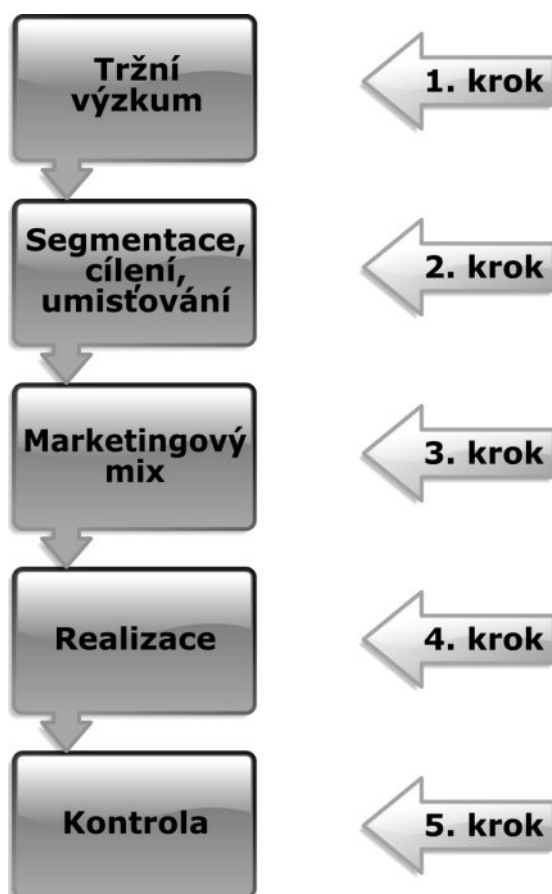 Tržní
výzkum
1. krok
Segmentace,
cílení,
umisťování
2. krok
Marketingový
mix
3. krok
Realizace
4. krok
Kontrola
5. krok